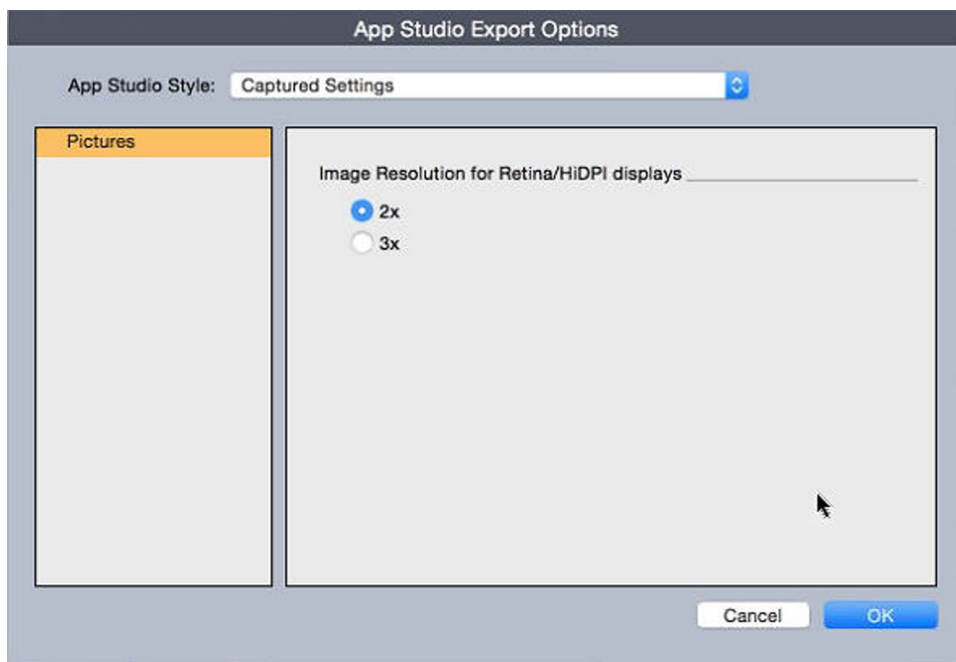 App Studio Export Options
App Studio Style: Captured Settings
Pictures
Image Resolution for Retina/HiDPI displays
2x
3x
Cancel OK